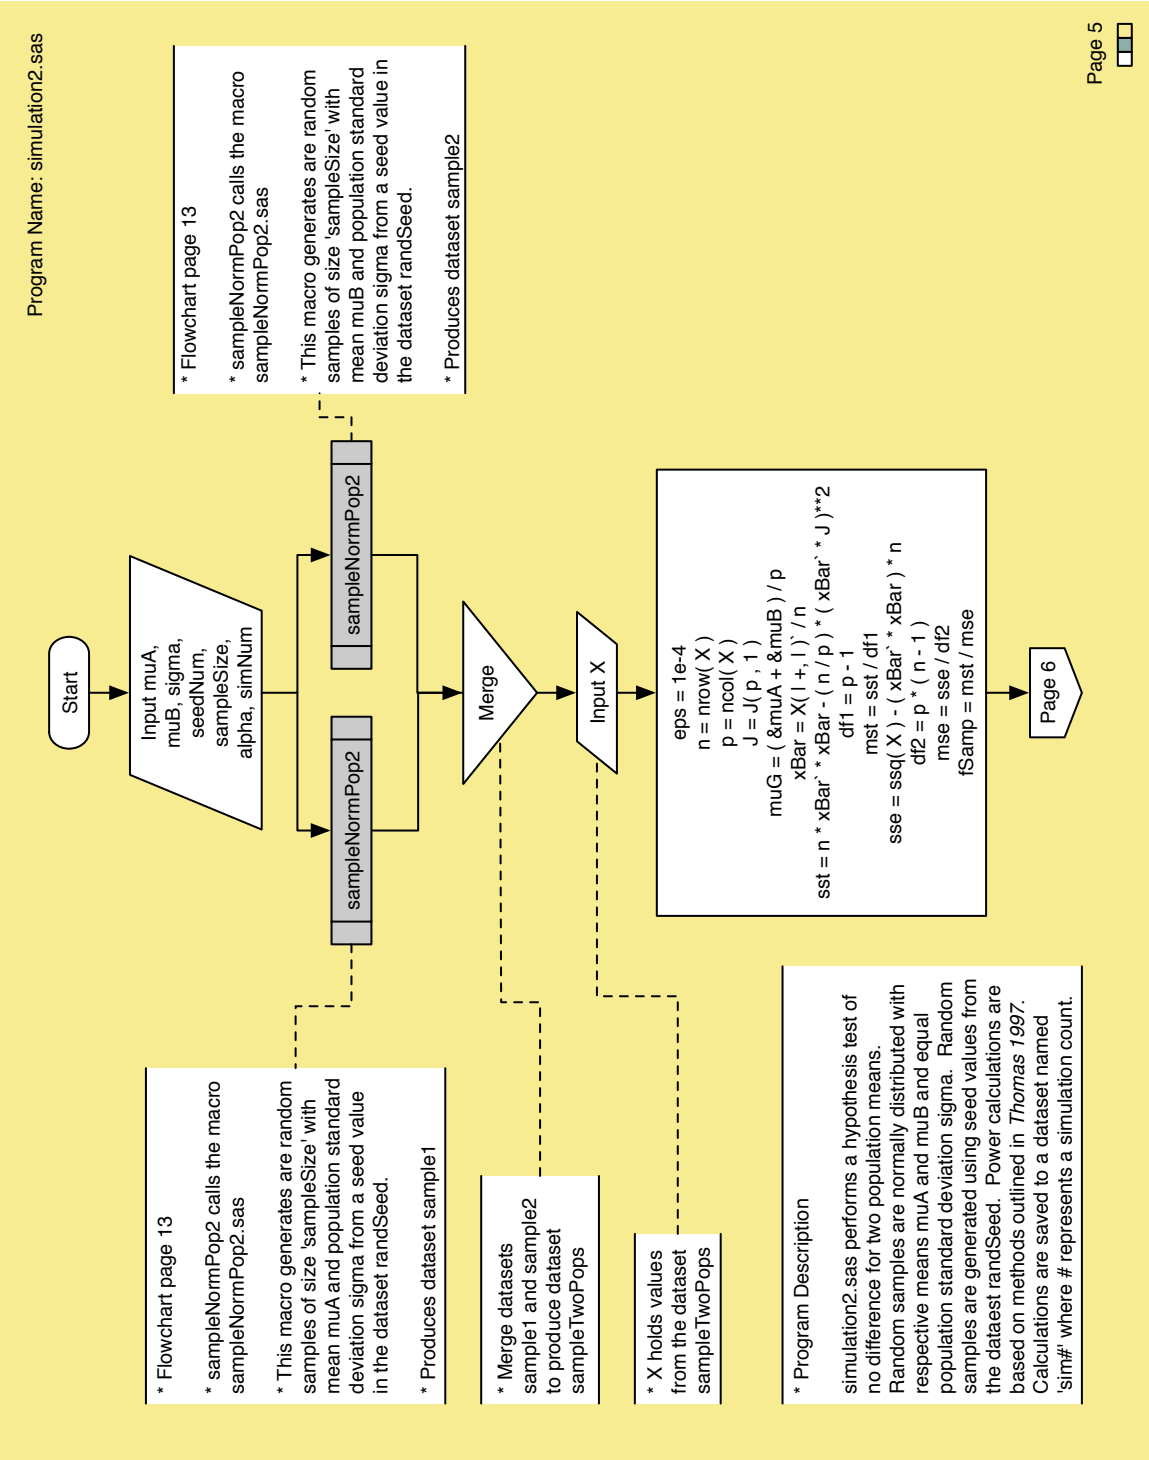 Program Name: simulation2.sas
Start
Input muA,
muB, sigma,
seedNum,
sampleSize,
alpha, simNum
* Flowchart page 13
* sampleNormPop2 calls the macro
sampleNormPop2.sas
* This macro generates are random
samples of size 'sampleSize' with
mean muA and population standard
deviation sigma from a seed value
in the dataset randSeed.
* Produces dataset sample1
sampleNormPop2
sampleNormPop2
* Flowchart page 13
* sampleNormPop2 calls the macro
sampleNormPop2.sas
* This macro generates are random
samples of size 'sampleSize' with
mean muB and population standard
deviation sigma from a seed value in
the dataset randSeed.
* Produces dataset sample2
Merge
* Merge datasets
sample1 and sample2
to produce dataset
sampleTwoPops
Input X
* X holds values
from the dataset
sampleTwoPops
eps = 1e-4
n = nrow( X )
p = ncol( X )
J = J( p , 1 )
muG = ( &muA + &muB ) / p
xBar = X( l +, l )` / n
sst = n * xBar` * xBar - ( n / p ) * ( xBar` * J )**2
df1 = p - 1
mst = sst / df1
sse = ssq( X ) - ( xBar` * xBar ) * n
df2 = p * ( n - 1 )
mse = sse / df2
fSamp = mst / mse
* Program Description
simulation2.sas performs a hypothesis test of
no difference for two population means.
Random samples are normally distributed with
respective means muA and muB and equal
population standard deviation sigma. Random
samples are generated using seed values from
the dataest randSeed. Power calculations are
based on methods outlined in Thomas 1997.
Calculations are saved to a dataset named
'sim#' where # represents a simulation count.
Page 6
Page 5